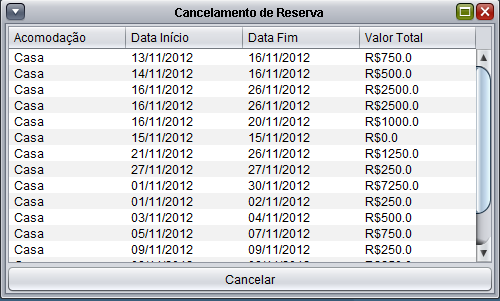 Cancelamento de Reserva
Acomodação Data Início Data Fim Valor Total
Casa 13/11/2012 16/11/2012 R$750.0
Casa 14/11/2012 16/11/2012 R$500.0
Casa 16/11/2012 26/11/2012 R$2500.0
Casa 16/11/2012 26/11/2012 R$2500.0
Casa 16/11/2012 20/11/2012 R$1000.0
Casa 15/11/2012 15/11/2012 R$0.0
Casa 21/11/2012 26/11/2012 R$1250.0
Casa 27/11/2012 27/11/2012 R$250.0
Casa 01/11/2012 30/11/2012 R$7250.0
Casa 01/11/2012 02/11/2012 R$250.0
Casa 03/11/2012 04/11/2012 R$500.0
Casa 05/11/2012 07/11/2012 R$750.0
Casa 09/11/2012 09/11/2012 R$250.0
Cancelar